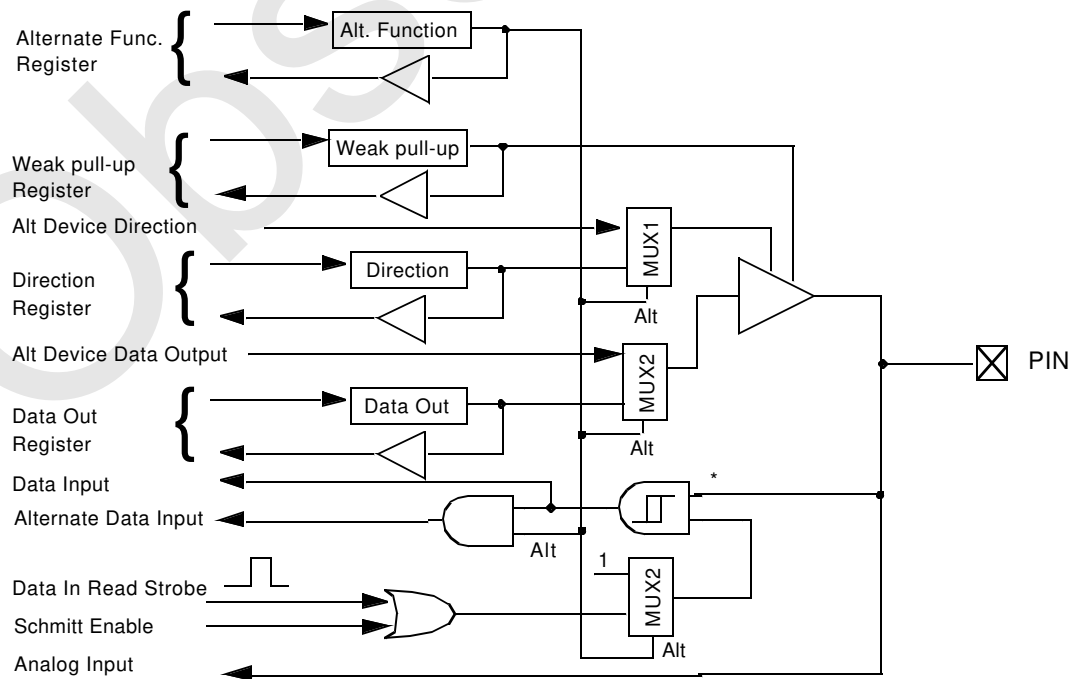 Alternate Func.
Register
Alt. Function
Weak pull-up
Register
Weak pull-up
Alt Device Direction
MUX1
Direction
Register
Direction
Alt
Alt Device Data Output
MUX2
PIN
Data Out
Register
Data Out
Alt
Data Input
*
Alternate Data Input
Alt
1
MUX2
Data In Read Strobe
Schmitt Enable
Alt
Analog Input